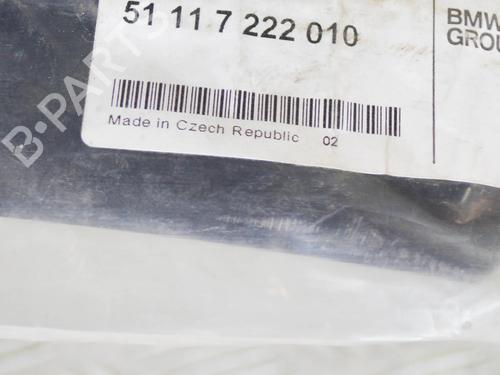 51 11 7 222 010
BMW
GROU
Made in Czech Republic 02
B-PARTS